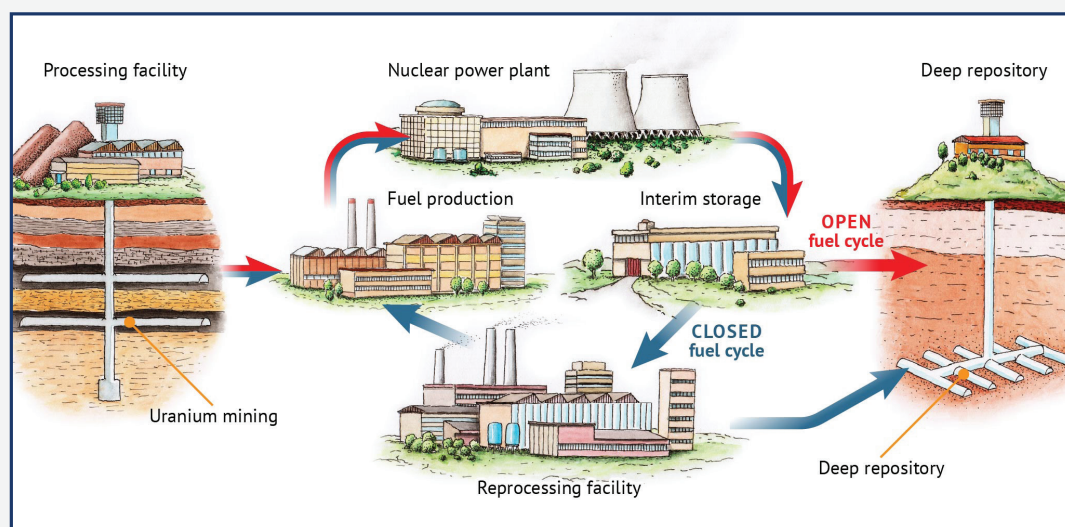 Processing facility
Nuclear power plant
Deep repository
Fuel production
Interim storage
OPEN
fuel cycle
CLOSED
fuel cycle
Uranium mining
Reprocessing facility
Deep repository